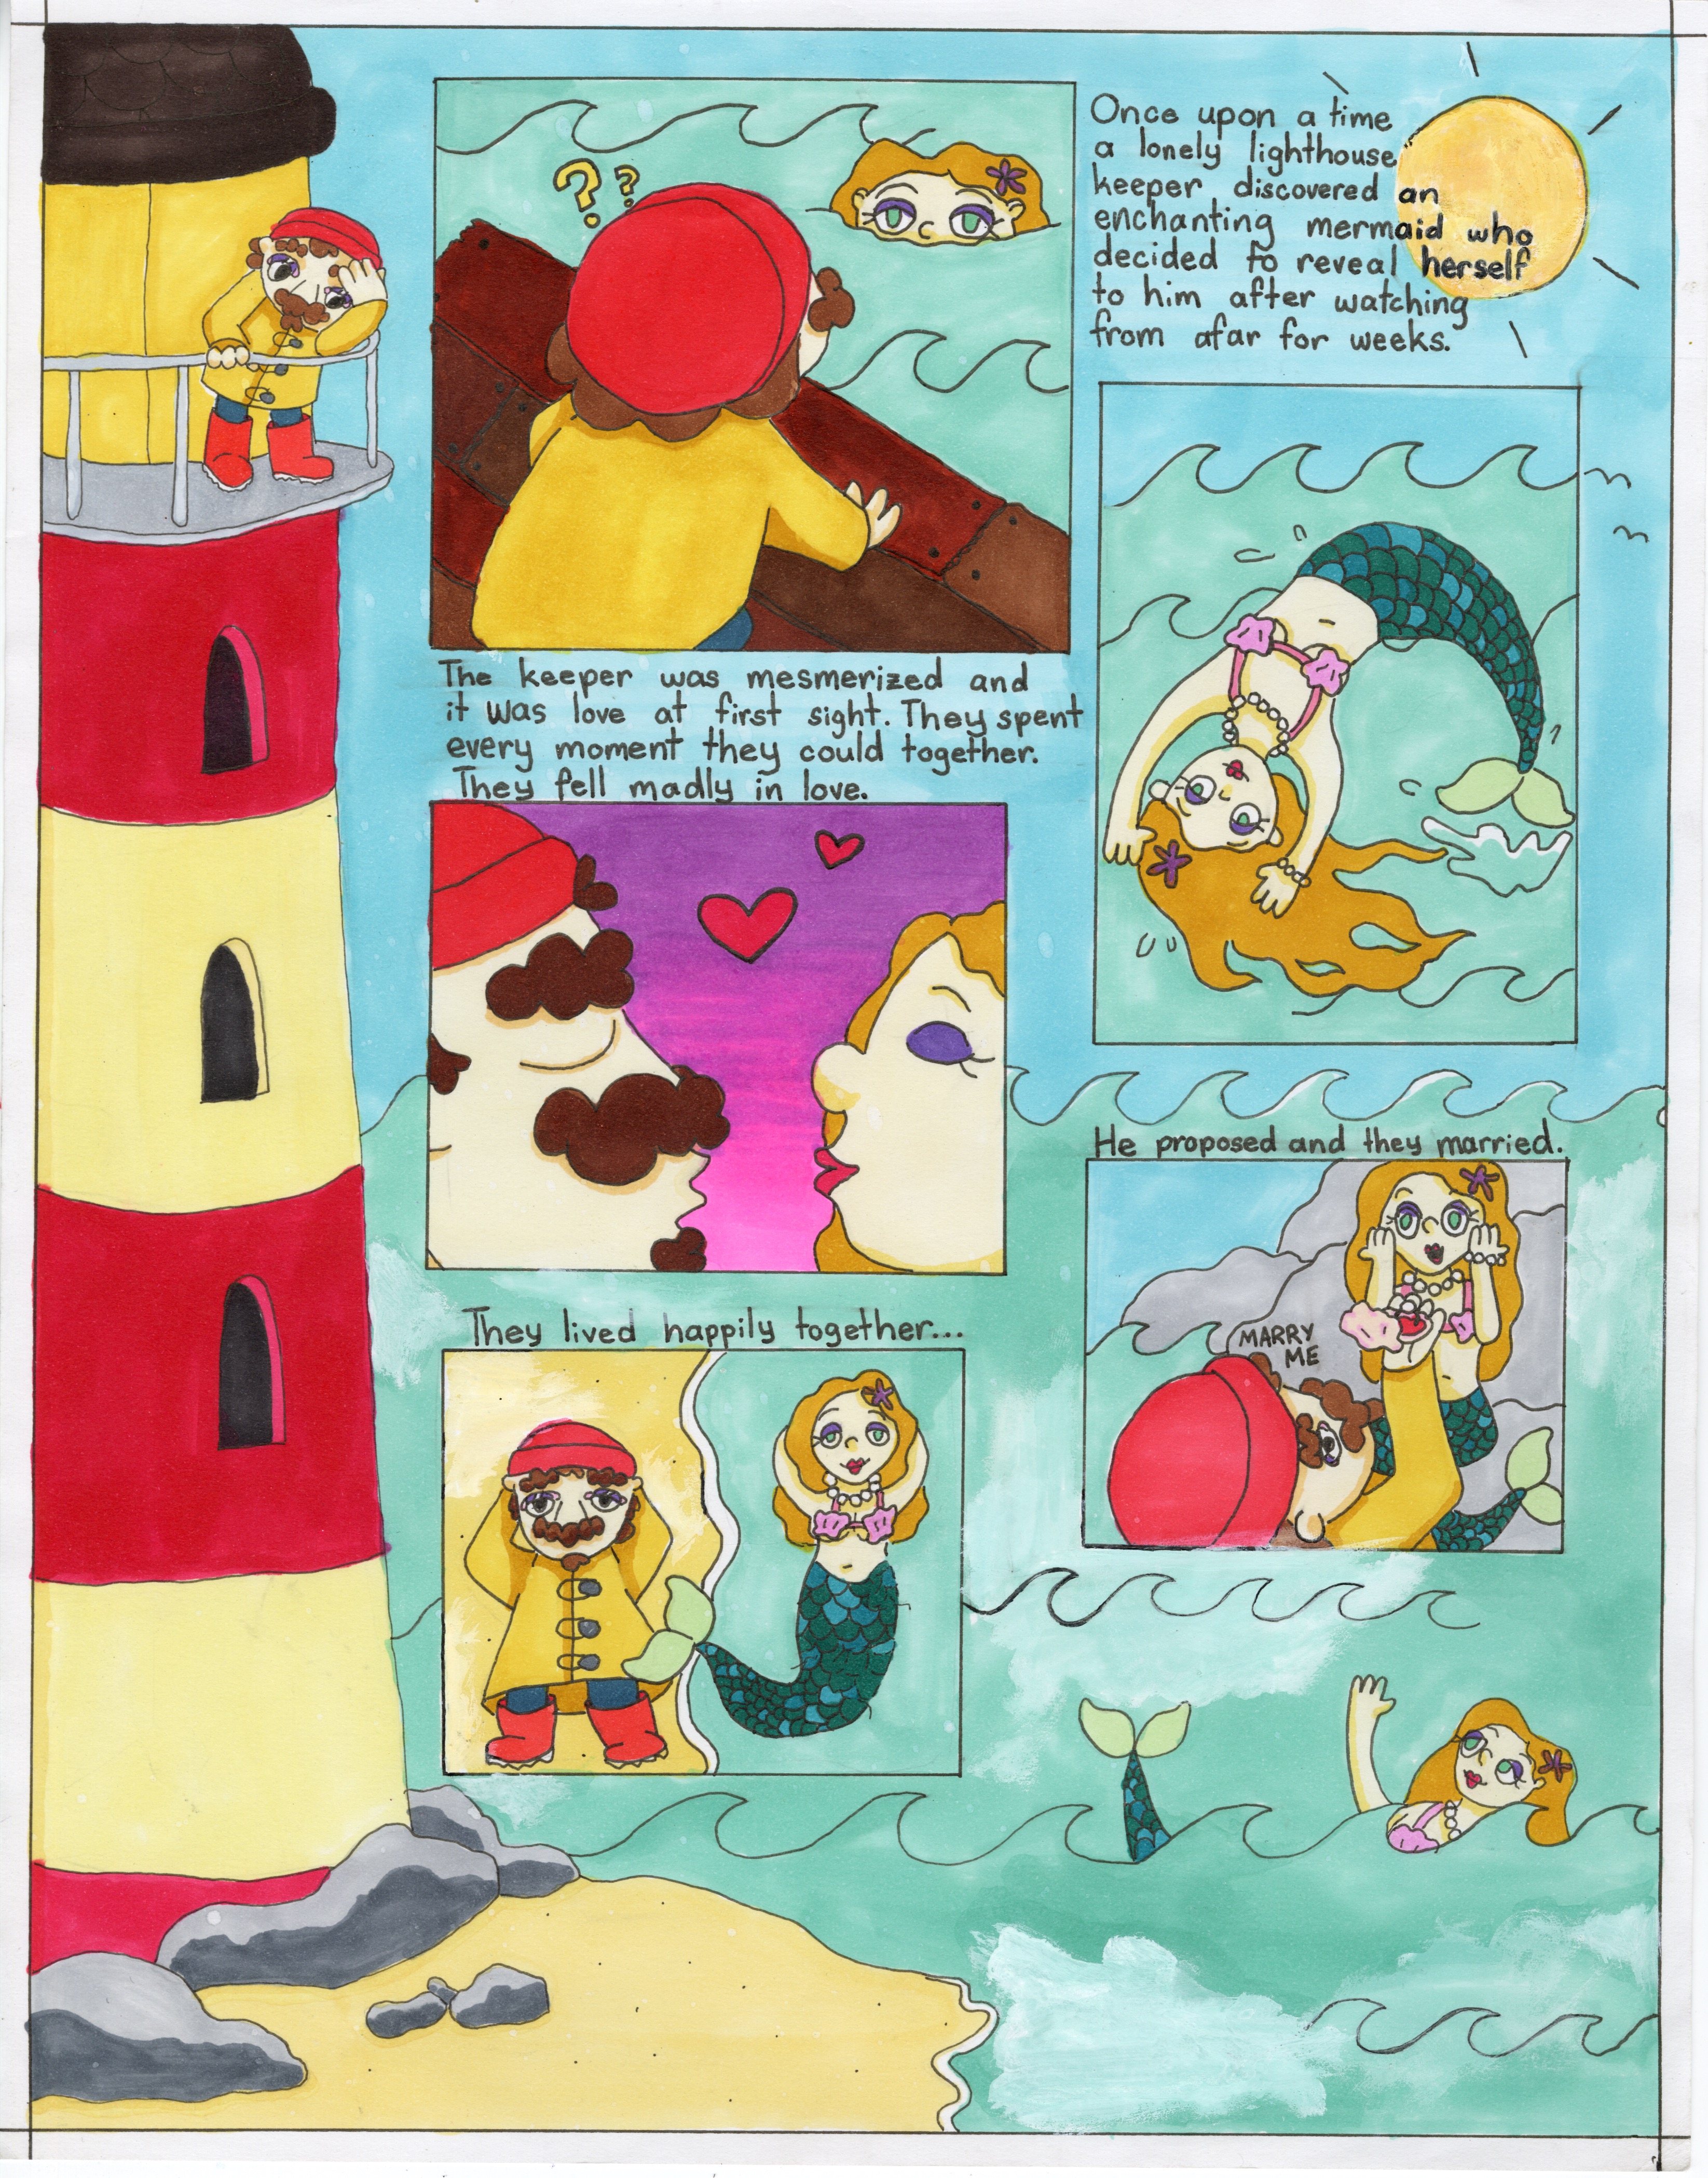 Once upon a time
a lonely lighthouse
keeper discovered an
enchanting mermaid who
decided to reveal herself
to him after watching
from afar for weeks.
??
The keeper was mesmerized and
it was love at first sight. They spent
every moment they could together.
They fell madly in love.
He proposed and they married.
MARRY
ME
They lived happily together...